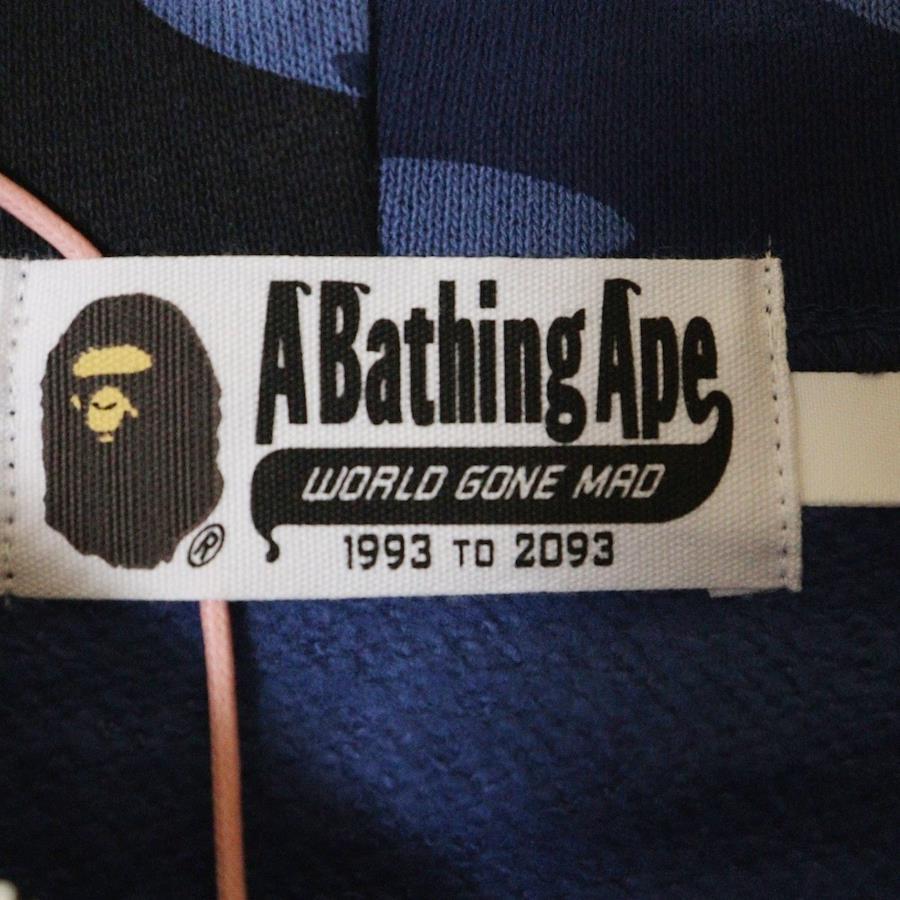 A Bathing Ape
WORLD GONE MAD
1993 TO 2093
®